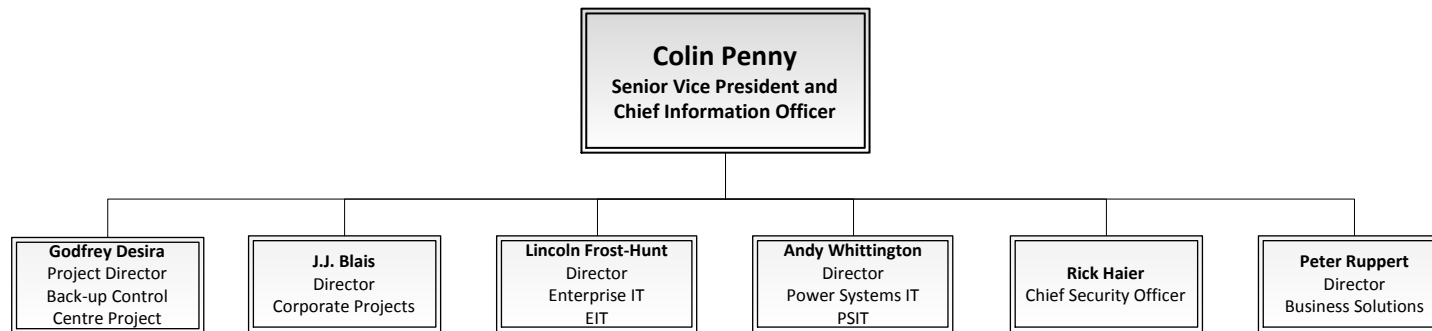 Colin Penny
Senior Vice President and
Chief Information Officer
Godfrey Desira
Project Director
Back-up Control
Centre Project
J.J. Blais
Director
Corporate Projects
Lincoln Frost-Hunt
Director
Enterprise IT
EIT
Andy Whittington
Director
Power Systems IT
PSIT
Rick Haier
Chief Security Officer
Peter Ruppert
Director
Business Solutions